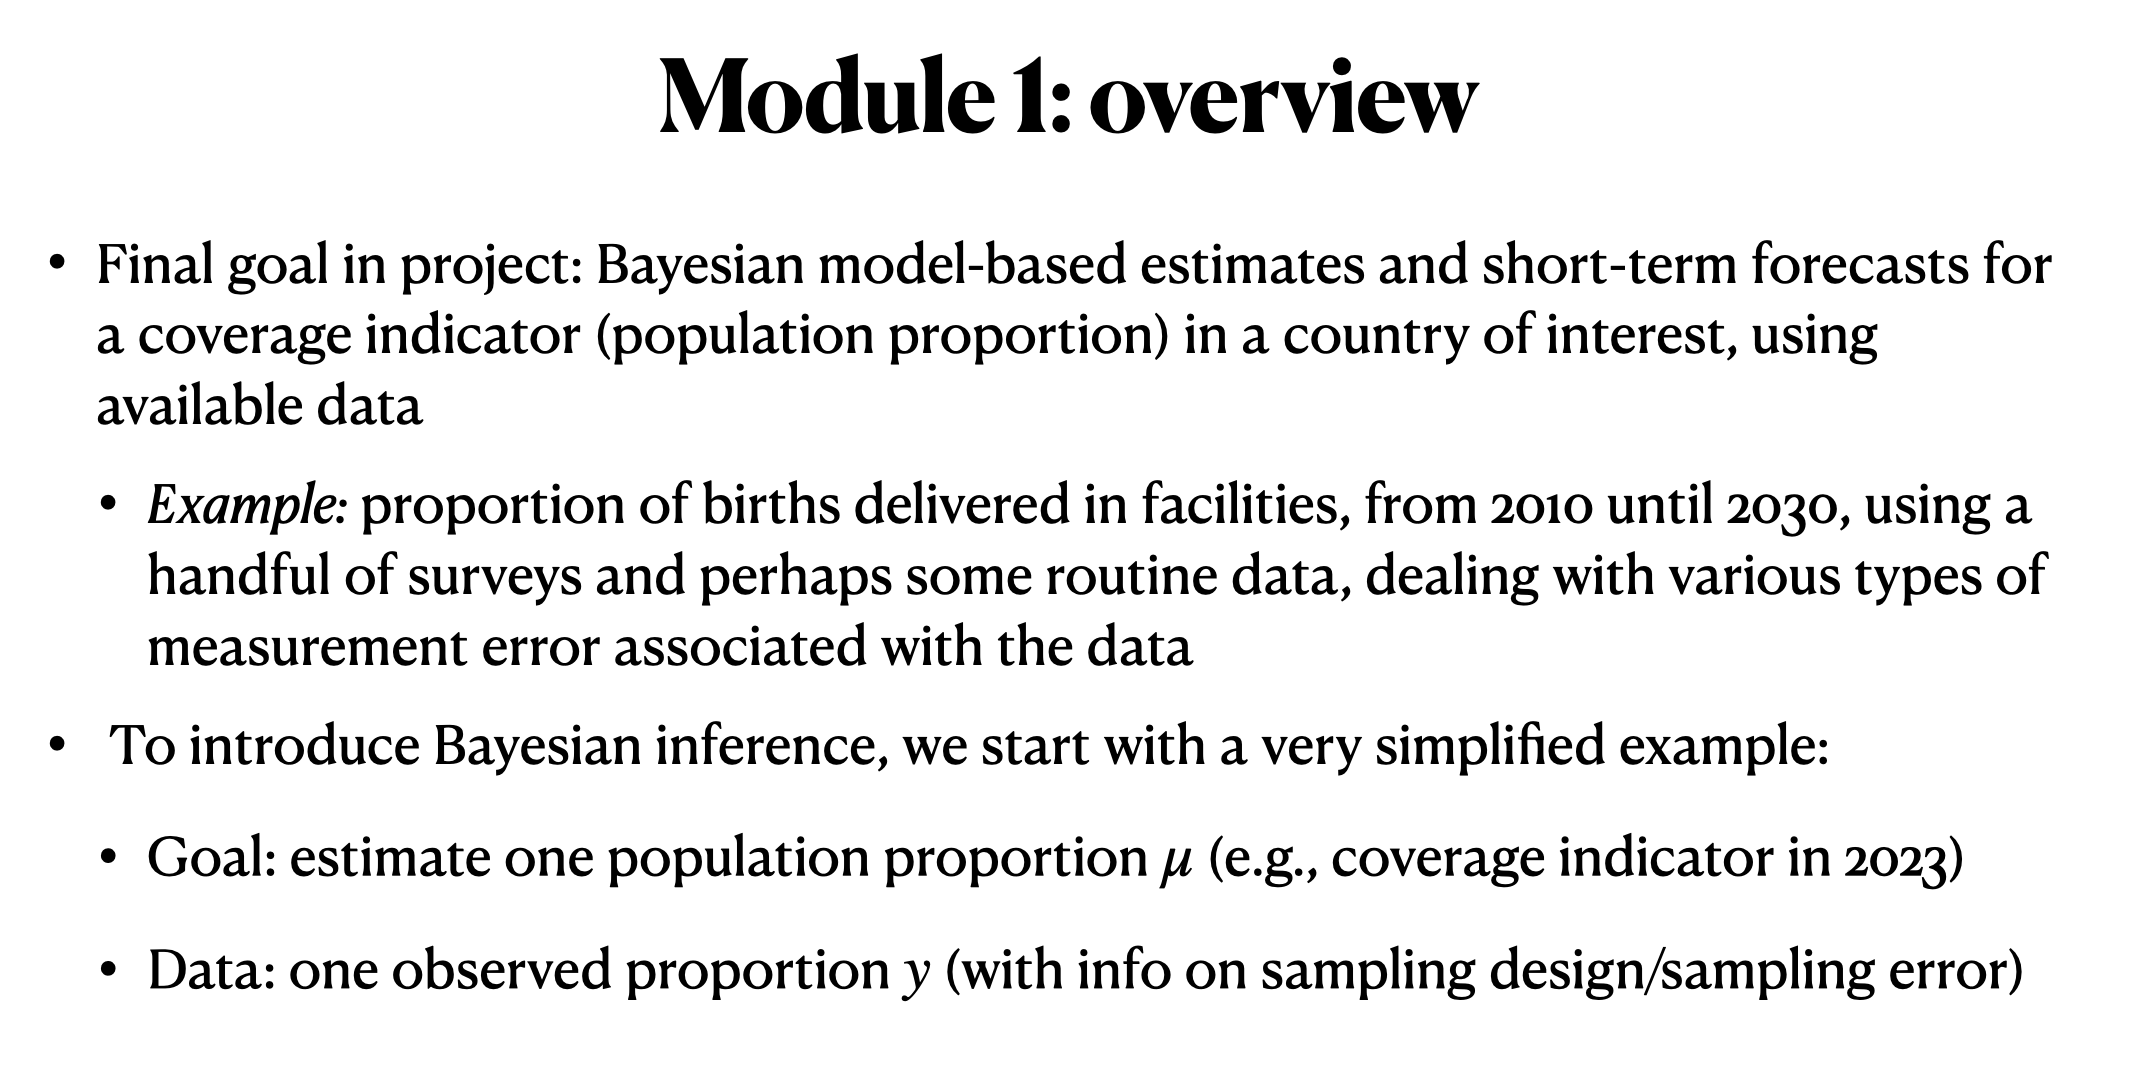 Module 1: overview
• Final goal in project: Bayesian model-based estimates and short-term forecasts for
a coverage indicator (population proportion) in a country of interest, using
available data
• Example: proportion of births delivered in facilities, from 2010 until 2030, using a
handful of surveys and perhaps some routine data, dealing with various types of
measurement error associated with the data
• To introduce Bayesian inference, we start with a very simplified example:
• Goal: estimate one population proportion μ (e.g., coverage indicator in 2023)
• Data: one observed proportion y (with info on sampling design/sampling error)